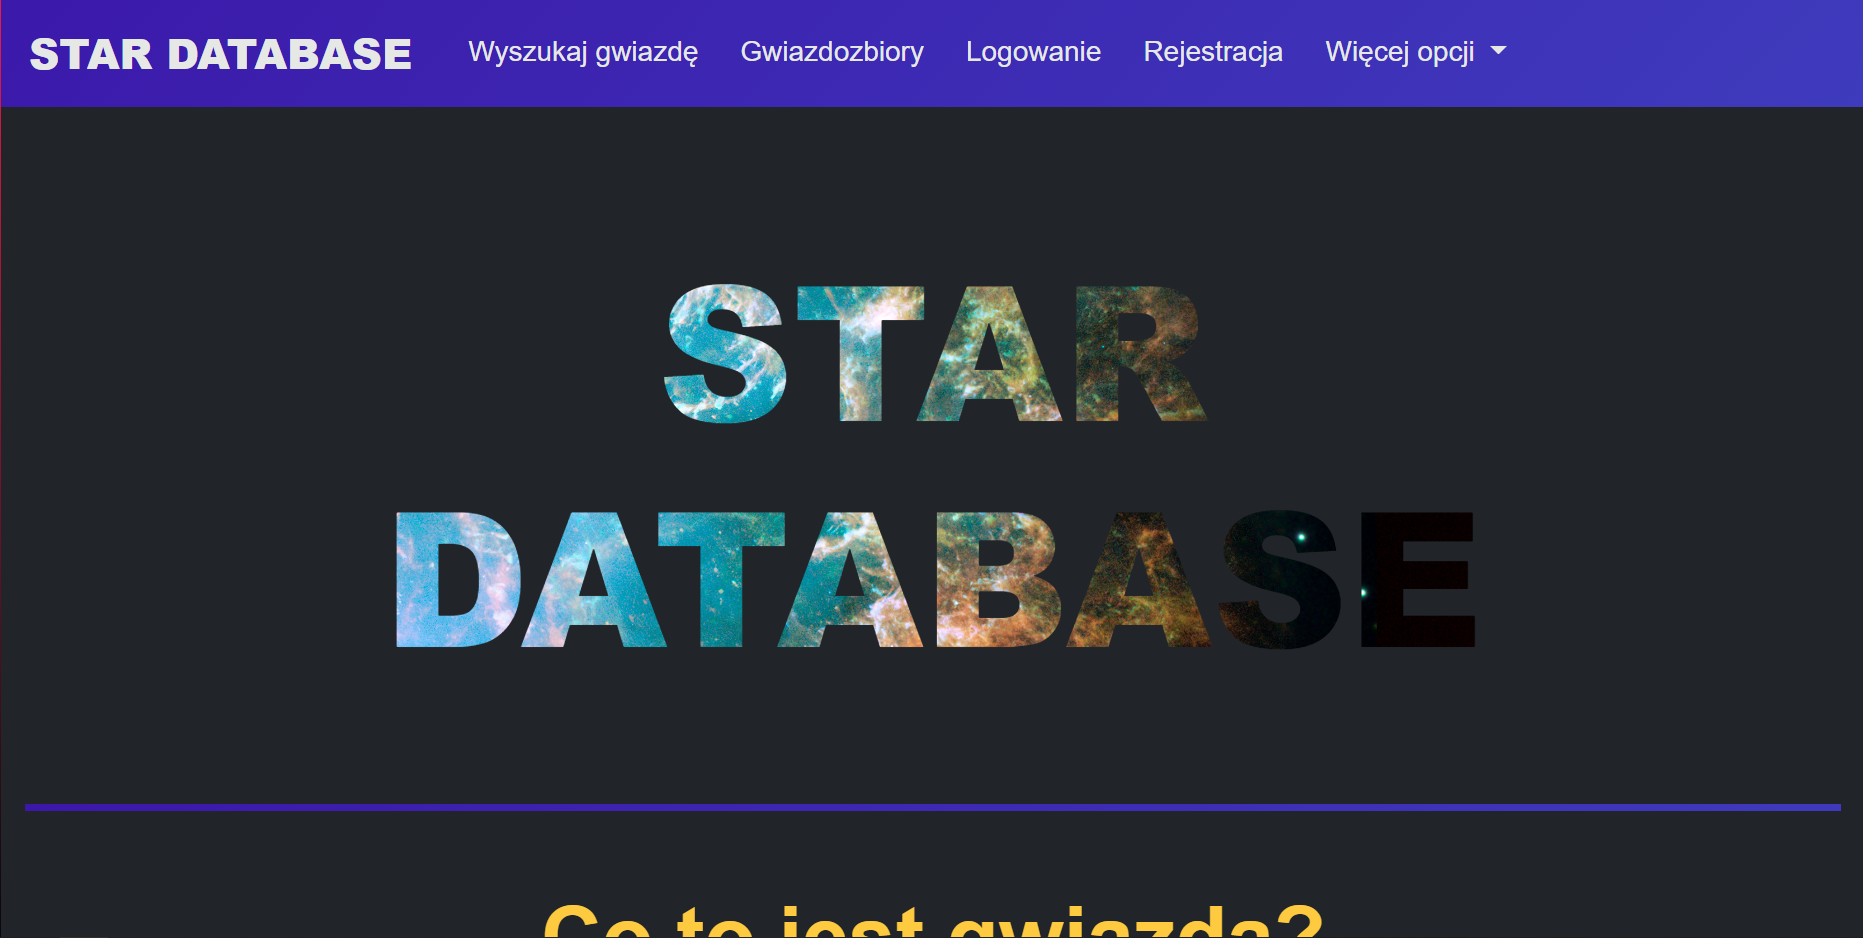 STAR DATABASE Wyszukaj gwiazdę Gwiazdozbiory Logowanie Rejestracja Więcej opcji
STAR
DATABASE
Co to jest gwiazda?